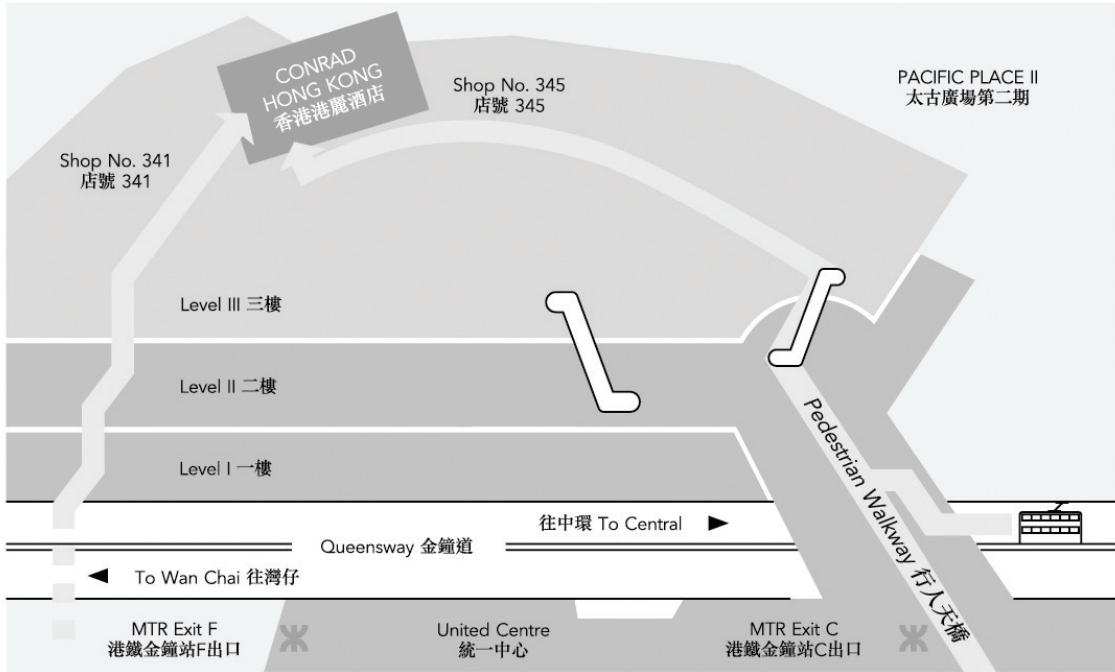 CONRAD
HONG KONG
香港港麗酒店
Shop No. 345
店號 345
PACIFIC PLACE II
太古廣場第二期
Shop No. 341
店號 341
Level III 三樓
Level II 二樓
Pedestrian Walkway 行人天橋
Level I 一樓
往中環 To Central
Queensway 金鐘道
To Wan Chai 往灣仔
MTR Exit F
港鐵金鐘站F出口
United Centre
統一中心
MTR Exit C
港鐵金鐘站C出口